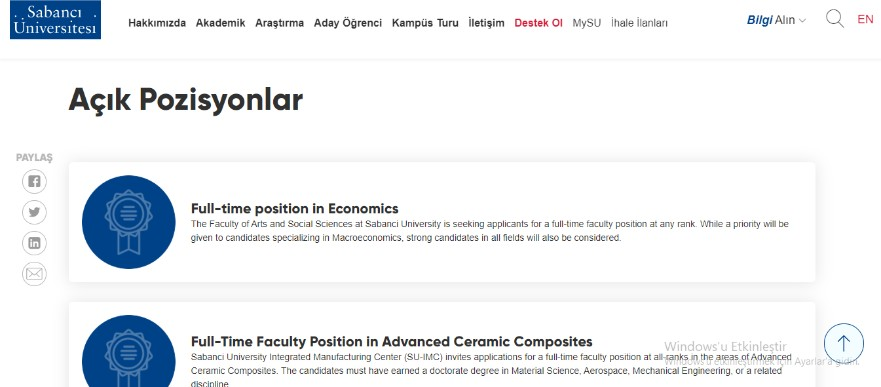 Sabancı
Üniversitesi
Hakkımızda Akademik Araştırma Aday Öğrenci Kampüs Turu İletişim Destek Ol MySU İhale İlanları
Bilgi Alın
EN
Açık Pozisyonlar
PAYLAŞ
Full-time position in Economics
The Faculty of Arts and Social Sciences at Sabanci University is seeking applicants for a full-time faculty position at any rank. While a priority will be
given to candidates specializing in Macroeconomics, strong candidates in all fields will also be considered.
Full-Time Faculty Position in Advanced Ceramic Composites
Sabanci University Integrated Manufacturing Center (SU-IMC) invites applications for a full-time faculty position at all-ranks in the areas of Advanced
Ceramic Composites. The candidates must have earned a doctorate degree in Material Science, Aerospace, Mechanical Engineering, or a related
discipline
Windows'u Etkinleştir
Windows'u etkinleştirmek için Ayarlar'a gidin.